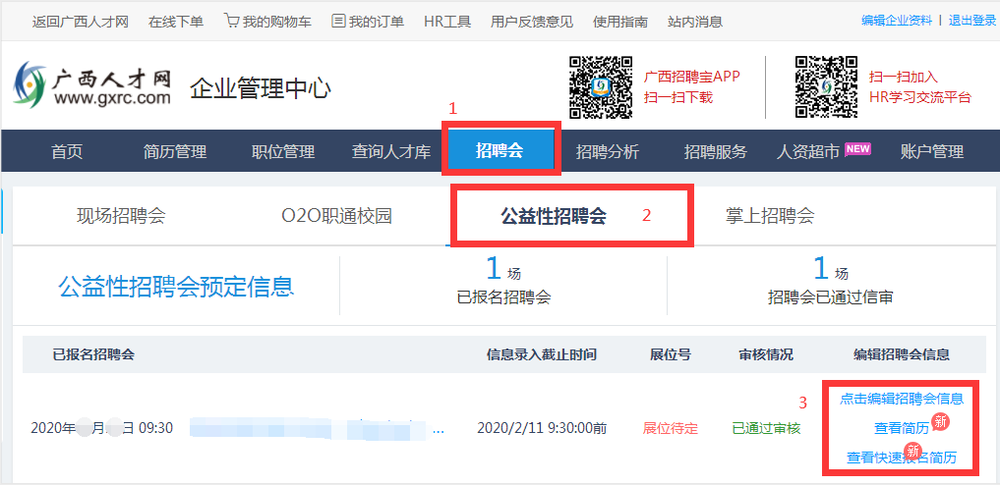 返回广西人才网 在线下单 我的购物车 我的订单 HR工具 用户反馈意见 使用指南 站内消息 编辑企业资料 | 退出登录
广西人才网 www.gxrc.com 企业管理中心
广西招聘宝APP
扫一扫下载
扫一扫加入
HR学习交流平台
1
首页 简历管理 职位管理 查询人才库 招聘会 招聘分析 招聘服务 人资超市 NEW 账户管理
现场招聘会 O2O职通校园 公益性招聘会 2 掌上招聘会
公益性招聘会预定信息
1 场
已报名招聘会
1 场
招聘会已通过信审
已报名招聘会 信息录入截止时间 展位号 审核情况 编辑招聘会信息
3
点击编辑招聘会信息
2020年 月 日 09:30 ... 2020/2/11 9:30:00前 展位待定 已通过审核 查看简历 新
查看快速报名简历 新